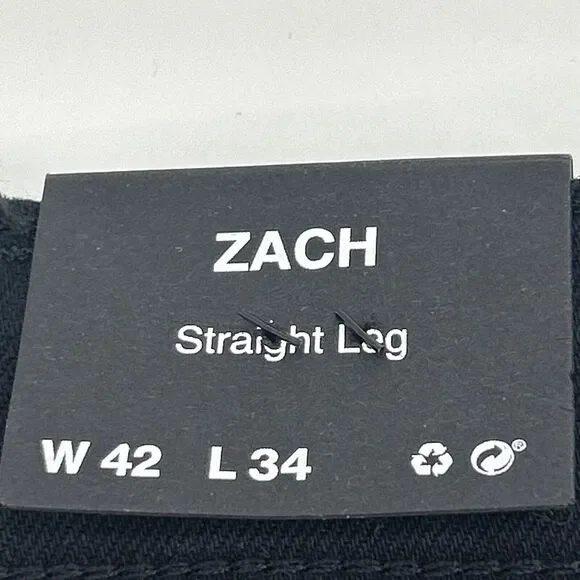 ZACH
Straight Leg
W 42 L 34
®